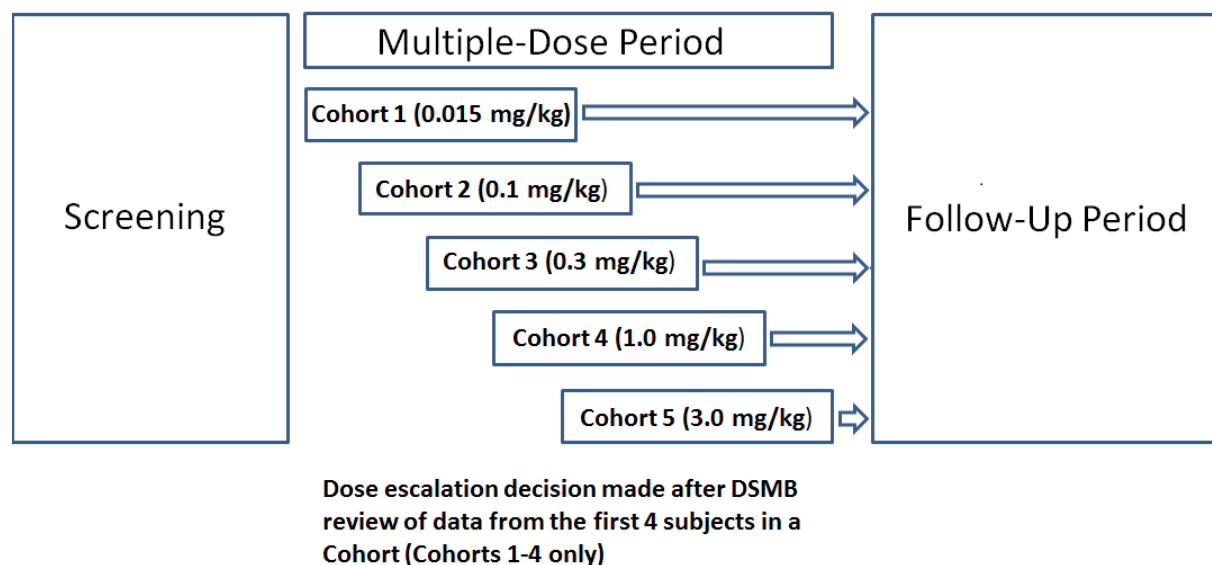 Screening
Multiple-Dose Period
Cohort 1 (0.015 mg/kg)
Cohort 2 (0.1 mg/kg)
Cohort 3 (0.3 mg/kg)
Cohort 4 (1.0 mg/kg)
Cohort 5 (3.0 mg/kg)
Follow-Up Period
Dose escalation decision made after DSMB
review of data from the first 4 subjects in a
Cohort (Cohorts 1-4 only)